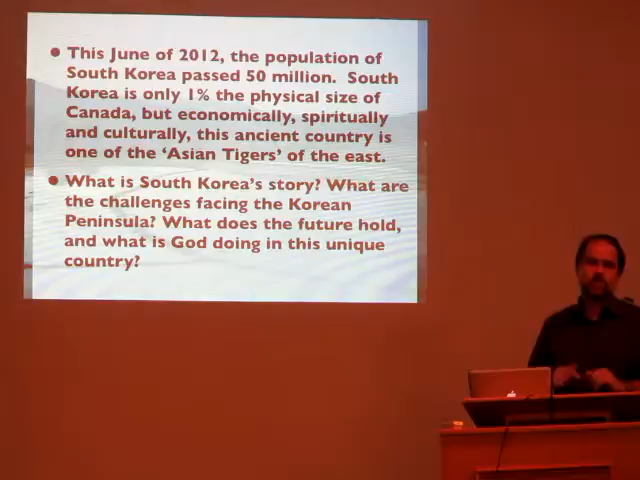 • This June of 2012, the population of
South Korea passed 50 million. South
Korea is only 1% the physical size of
Canada, but economically, spiritually
and culturally, this ancient country is
one of the ‘Asian Tigers’ of the east.
• What is South Korea’s story? What are
the challenges facing the Korean
Peninsula? What does the future hold,
and what is God doing in this unique
country?